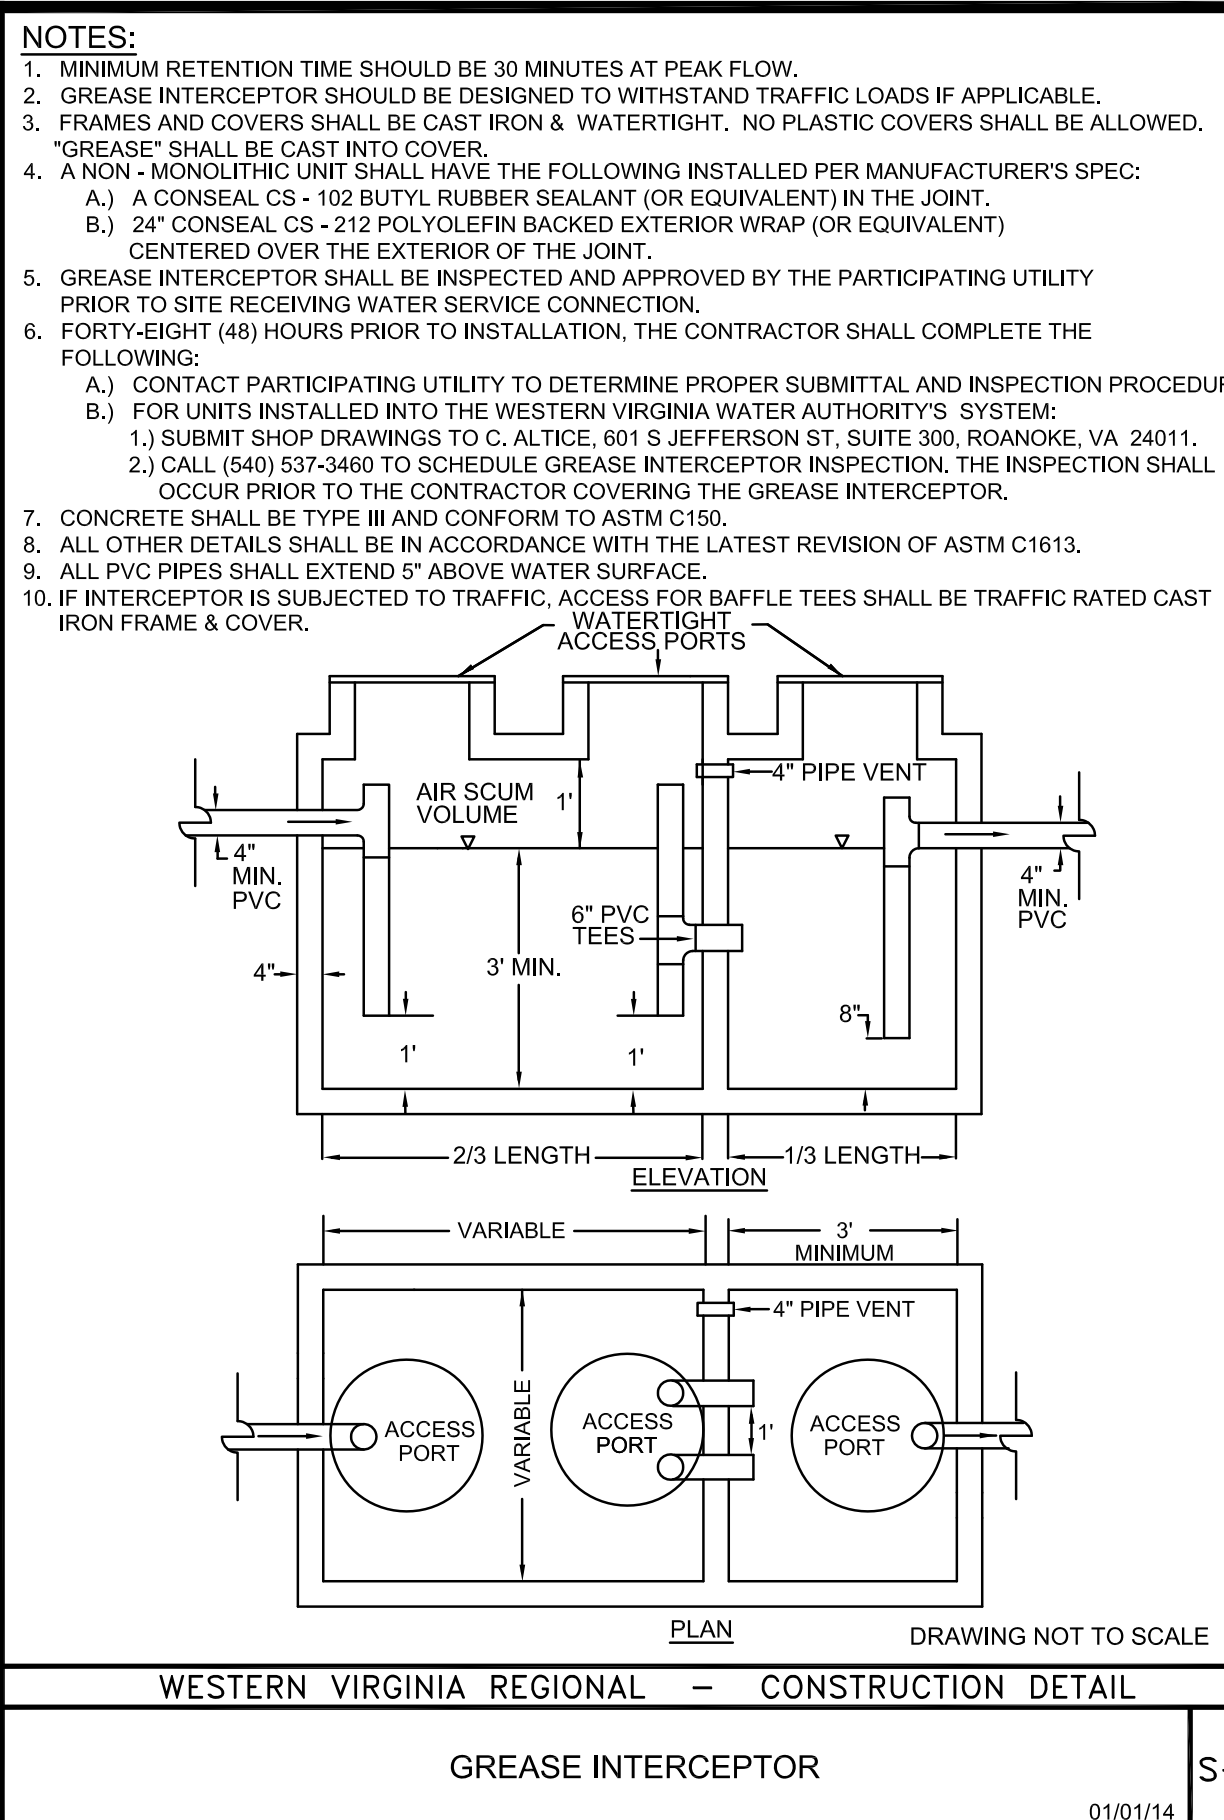 NOTES:
1. MINIMUM RETENTION TIME SHOULD BE 30 MINUTES AT PEAK FLOW.
2. GREASE INTERCEPTOR SHOULD BE DESIGNED TO WITHSTAND TRAFFIC LOADS IF APPLICABLE.
3. FRAMES AND COVERS SHALL BE CAST IRON & WATERTIGHT. NO PLASTIC COVERS SHALL BE ALLOWED.
"GREASE" SHALL BE CAST INTO COVER.
4. A NON - MONOLITHIC UNIT SHALL HAVE THE FOLLOWING INSTALLED PER MANUFACTURER'S SPEC:
A.) A CONSEAL CS - 102 BUTYL RUBBER SEALANT (OR EQUIVALENT) IN THE JOINT.
B.) 24" CONSEAL CS - 212 POLYOLEFIN BACKED EXTERIOR WRAP (OR EQUIVALENT)
CENTERED OVER THE EXTERIOR OF THE JOINT.
5. GREASE INTERCEPTOR SHALL BE INSPECTED AND APPROVED BY THE PARTICIPATING UTILITY
PRIOR TO SITE RECEIVING WATER SERVICE CONNECTION.
6. FORTY-EIGHT (48) HOURS PRIOR TO INSTALLATION, THE CONTRACTOR SHALL COMPLETE THE
FOLLOWING:
A.) CONTACT PARTICIPATING UTILITY TO DETERMINE PROPER SUBMITTAL AND INSPECTION
B.) FOR UNITS INSTALLED INTO THE WESTERN VIRGINIA WATER AUTHORITY'S SYSTEM:
1.) SUBMIT SHOP DRAWINGS TO C. ALTICE, 601 S JEFFERSON ST, SUITE 300, ROANOKE, VA 24011.
2.) CALL (540) 537-3460 TO SCHEDULE GREASE INTERCEPTOR INSPECTION. THE INSPECTION SHALL
OCCUR PRIOR TO THE CONTRACTOR COVERING THE GREASE INTERCEPTOR.
7. CONCRETE SHALL BE TYPE III AND CONFORM TO ASTM C150.
8. ALL OTHER DETAILS SHALL BE IN ACCORDANCE WITH THE LATEST REVISION OF ASTM C1613.
9. ALL PVC PIPES SHALL EXTEND 5" ABOVE WATER SURFACE.
10. IF INTERCEPTOR IS SUBJECTED TO TRAFFIC, ACCESS FOR BAFFLE TEES SHALL BE TRAFFIC RATED CAST
IRON FRAME & COVER.
WATERTIGHT
ACCESS PORTS
4" PIPE VENT
AIR SCUM
VOLUME
1'
4"
MIN.
PVC
4"
MIN.
PVC
6" PVC
TEES
3' MIN.
4"
8"
1'
1'
2/3 LENGTH
1/3 LENGTH
ELEVATION
VARIABLE
3'
MINIMUM
4" PIPE VENT
VARIABLE
ACCESS
PORT
ACCESS
PORT
1'
ACCESS
PORT
PLAN
DRAWING NOT TO SCALE
WESTERN VIRGINIA REGIONAL – CONSTRUCTION DETAIL
GREASE INTERCEPTOR
01/01/14